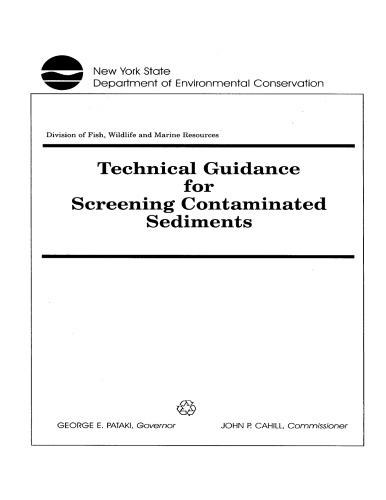 New York State
Department of Environmental Conservation
Division of Fish, Wildlife and Marine Resources
Technical Guidance
for
Screening Contaminated
Sediments
GEORGE E. PATAKI, Governor JOHN P. CAHILL, Commissioner